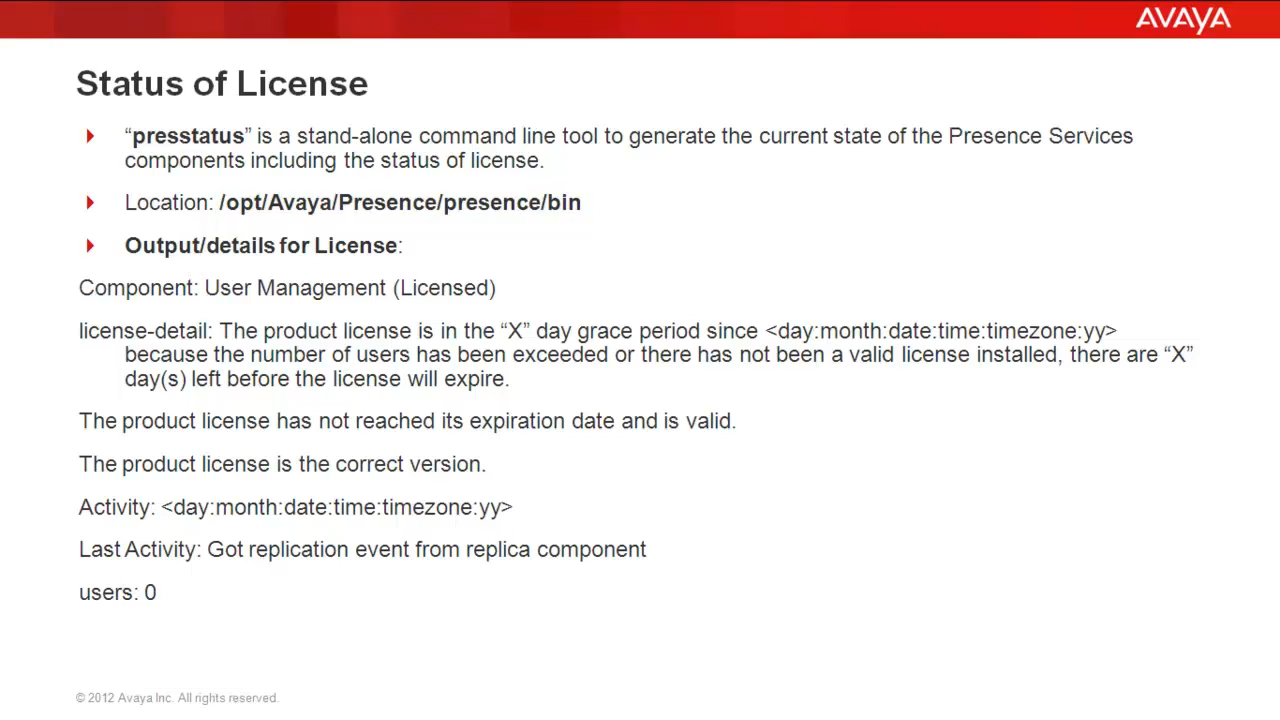 AVAYA
Status of License
“presstatus” is a stand-alone command line tool to generate the current state of the Presence Services
components including the status of license.
Location: /opt/Avaya/Presence/presence/bin
Output/details for License:
Component: User Management (Licensed)
license-detail: The product license is in the “X” day grace period since <day:month:date:time:timezone:yy>
because the number of users has been exceeded or there has not been a valid license installed, there are “X”
day(s) left before the license will expire.
The product license has not reached its expiration date and is valid.
The product license is the correct version.
Activity: <day:month:date:time:timezone:yy>
Last Activity: Got replication event from replica component
users: 0
© 2012 Avaya Inc. All rights reserved.